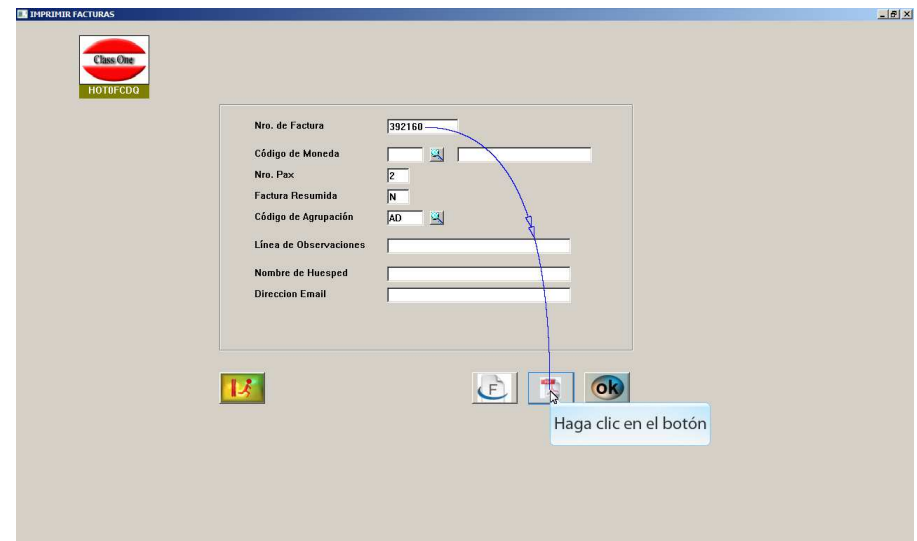 IMPRIMIR FACTURAS
Class One
HOT0FCDQ
Nro. de Factura 392160
Código de Moneda
Nro. Pax 2
Factura Resumida N
Código de Agrupación AD
Línea de Observaciones
Nombre de Huesped
Direccion Email
F
ok
Haga clic en el botón